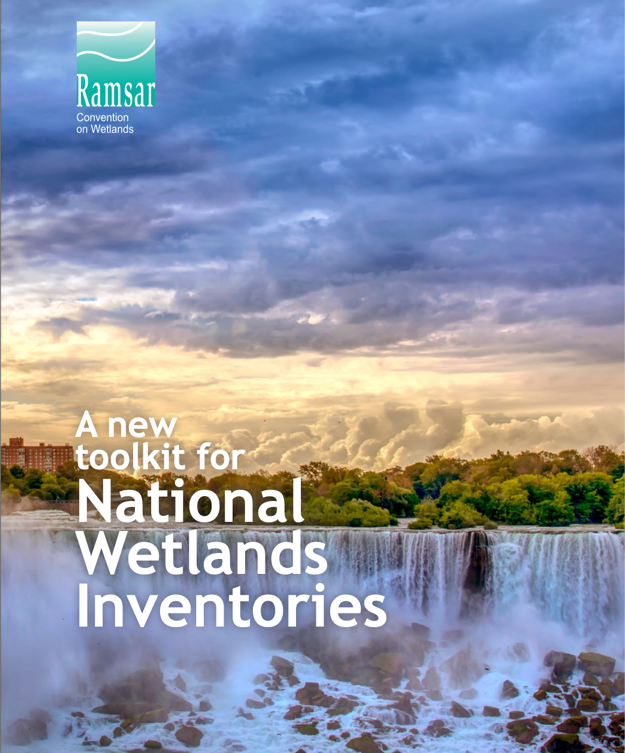 Ramsar
Convention
on Wetlands
A new
toolkit for
National
Wetlands
Inventories